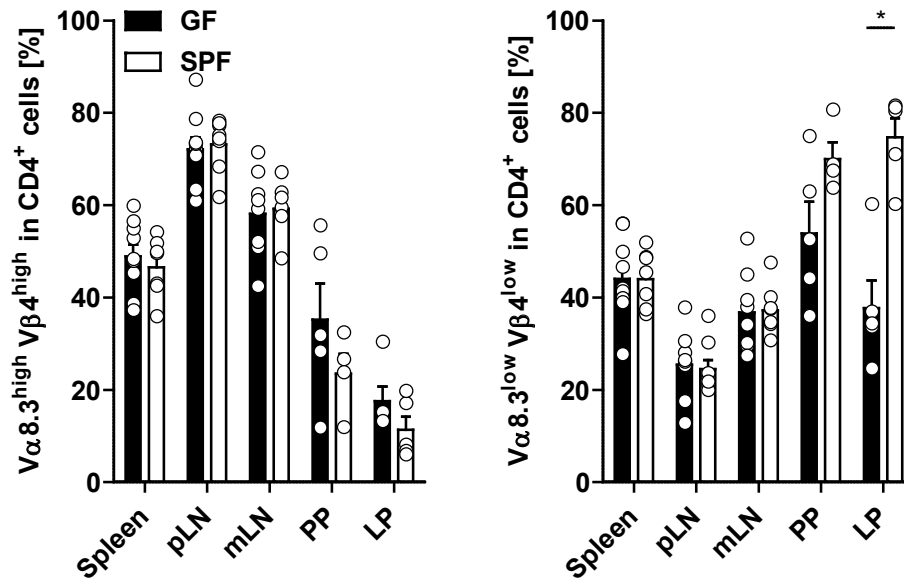 Vα8.3high Vβ4high in CD4+ cells [%]
100
80
60
40
20
0
GF
SPF
Spleen
pLN
mLN
PP
LP
Vα8.3low Vβ4low in CD4+ cells [%]
100
80
60
40
20
0
*
Spleen
pLN
mLN
PP
LP